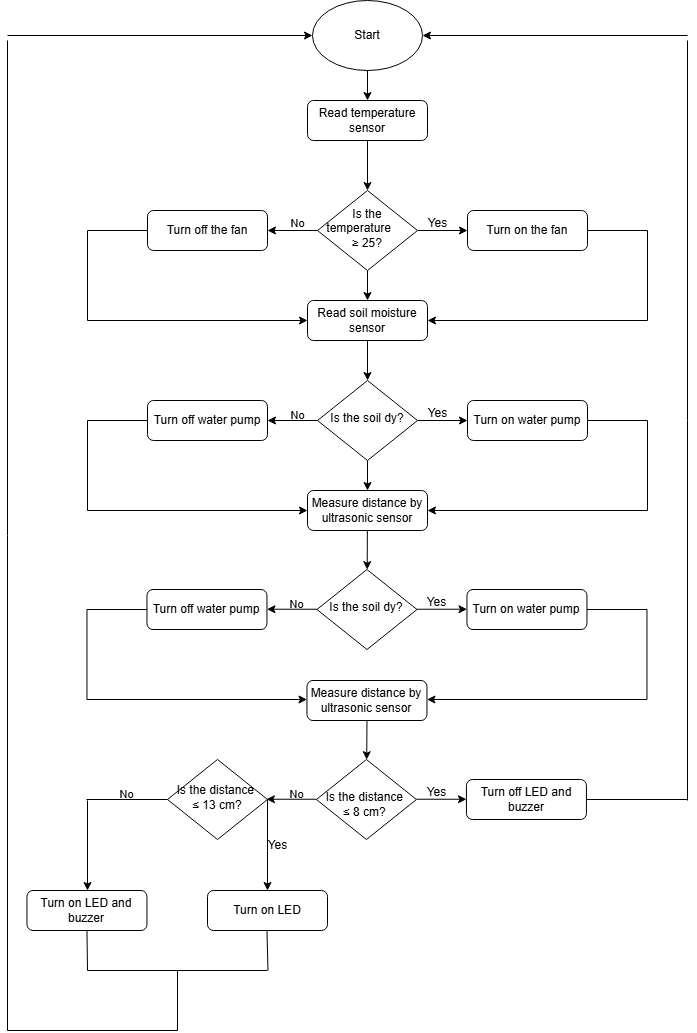 Start
Read temperature
sensor
Is the
temperature
≥ 25?
No
Yes
Turn off the fan
Turn on the fan
Read soil moisture
sensor
Is the soil dy?
No
Yes
Turn off water pump
Turn on water pump
Measure distance by
ultrasonic sensor
Is the soil dy?
No
Yes
Turn off water pump
Turn on water pump
Measure distance by
ultrasonic sensor
Is the distance
≤ 8 cm?
No
Yes
Turn off LED and
buzzer
Is the distance
≤ 13 cm?
No
Yes
Turn on LED and
buzzer
Turn on LED